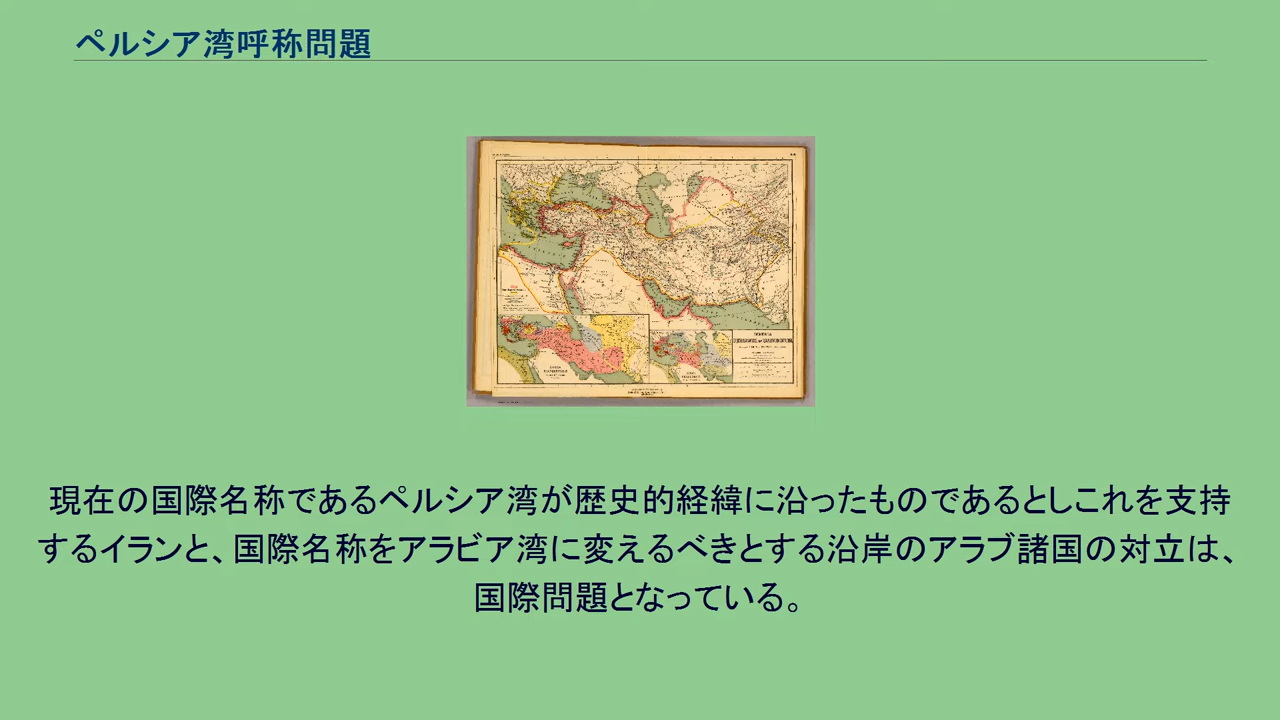 ペルシア湾呼称問題
現在の国際名称であるペルシア湾が歴史的経緯に沿ったものであるとしこれを支持
するイランと、国際名称をアラビア湾に変えるべきとする沿岸のアラブ諸国の対立は、
国際問題となっている。